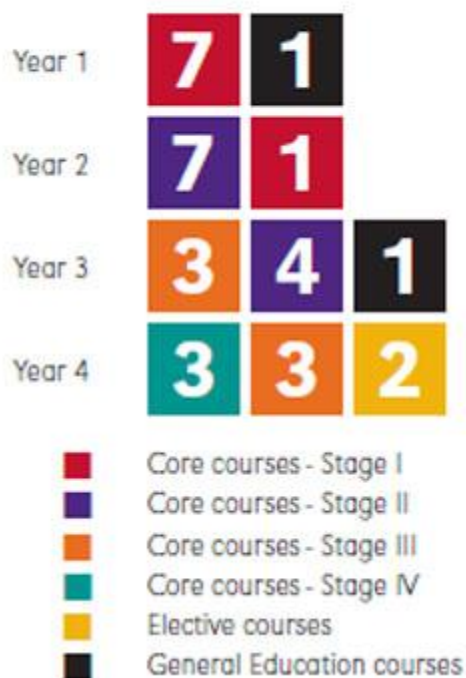 Year 1 7 1
Year 2 7 1
Year 3 3 4 1
Year 4 3 3 2
Core courses - Stage I
Core courses - Stage II
Core courses - Stage III
Core courses - Stage IV
Elective courses
General Education courses